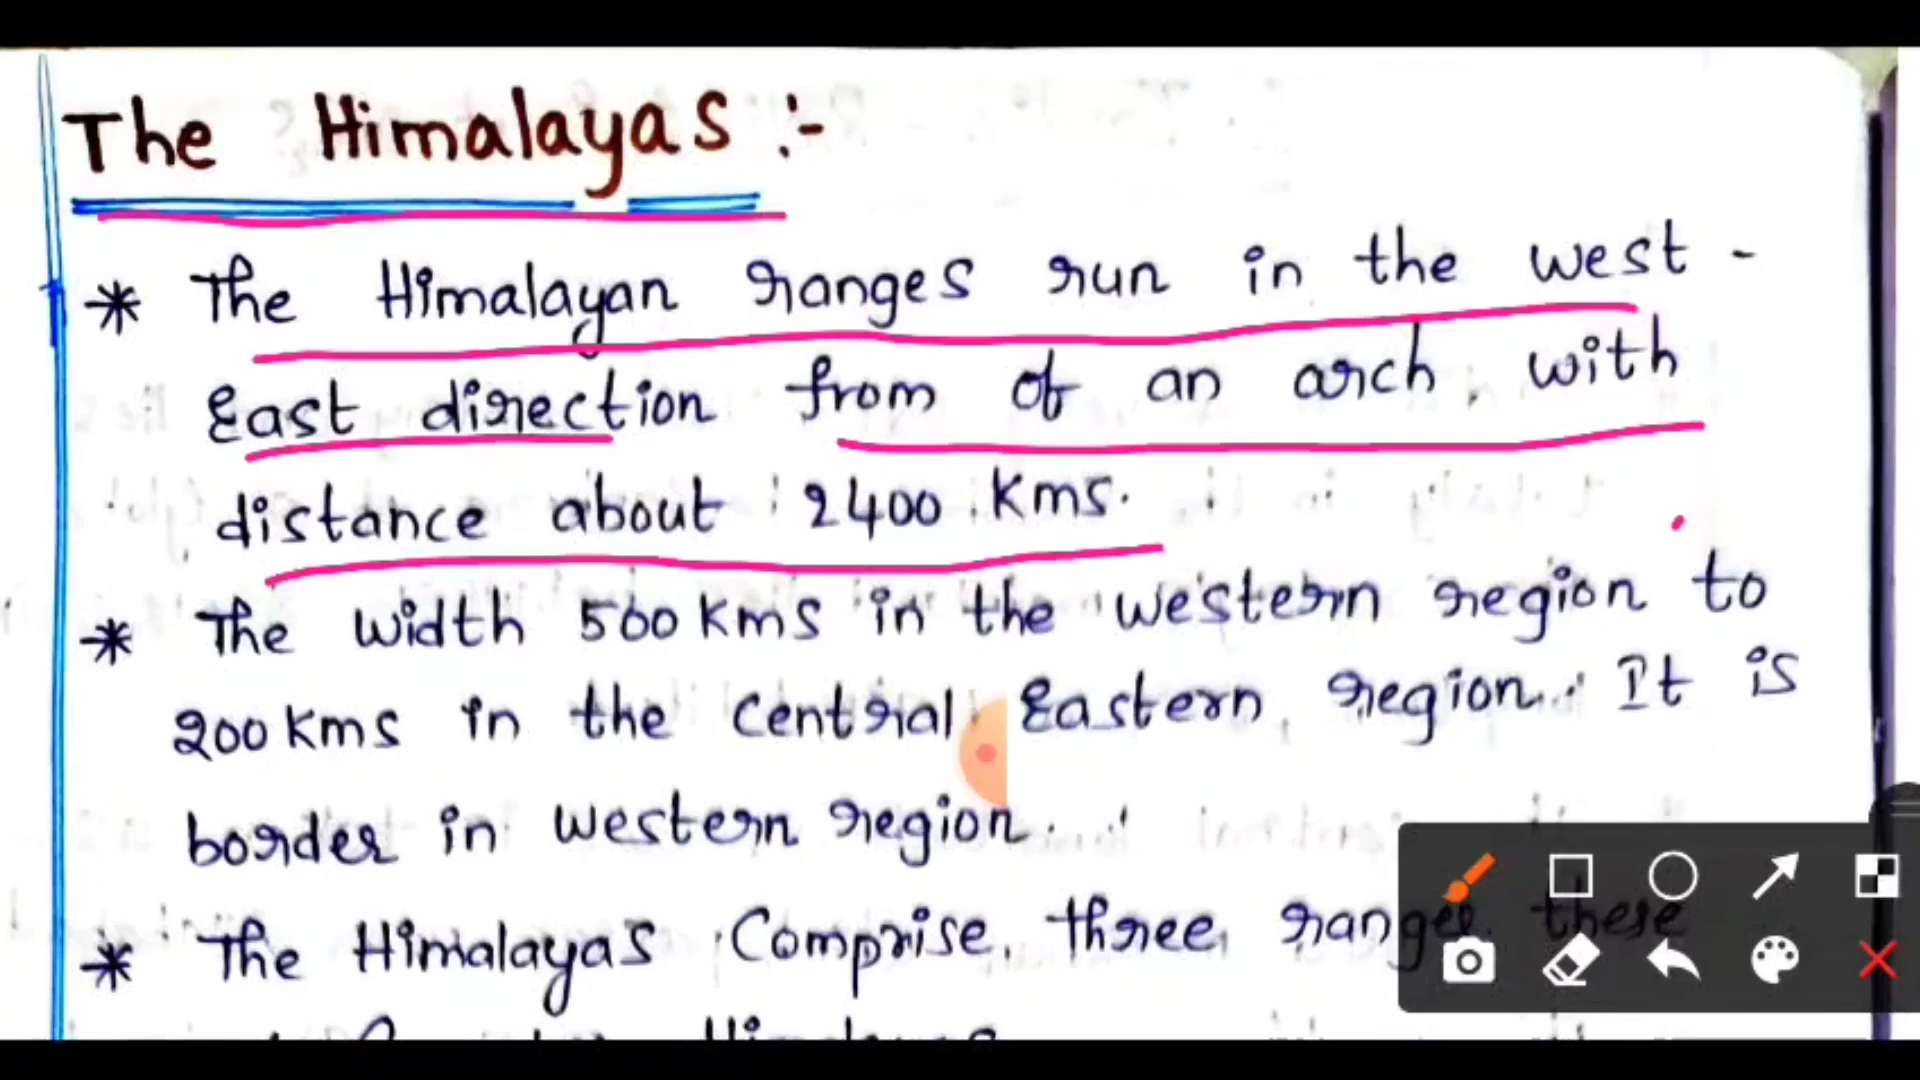 The Himalayas :-
* The Himalayan ranges run in the west -
East direction from of an arch with
distance about 2400 Kms.
* The width 500 Kms in the western region to
200 Kms in the central Eastern region. It is
border in western region.
* The Himalayas Comprise three ranges these